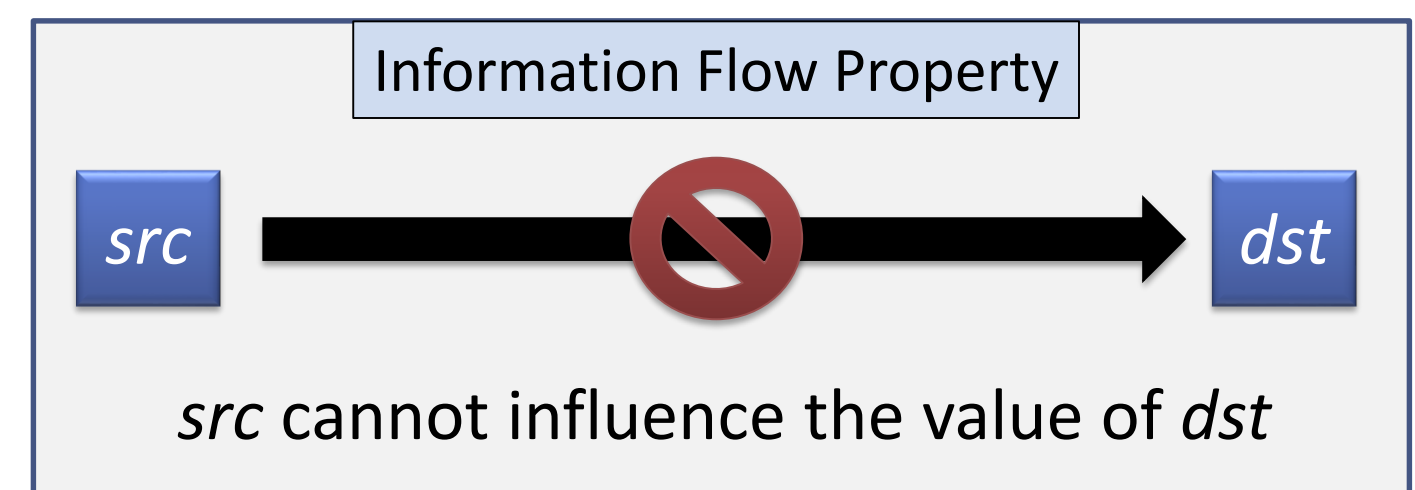 Information Flow Property
src dst
src cannot influence the value of dst